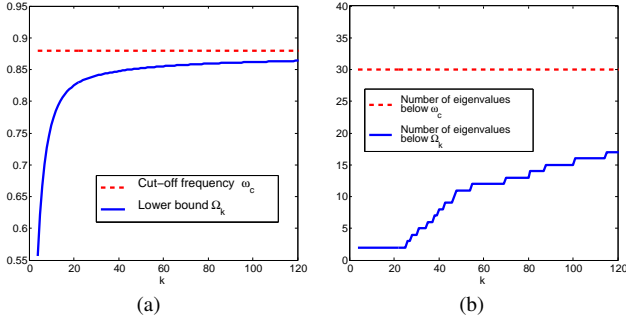 0.95
0.9
0.85
0.8
0.75
0.7
0.65
0.6
0.55
0 20 40 60 80 100 120
k
Cut−off frequency ω_c
Lower bound Ω_k
(a)
40
35
30
25
20
15
10
5
0
0 20 40 60 80 100 120
k
Number of eigenvalues
below ω_c
Number of eigenvalues
below Ω_k
(b)